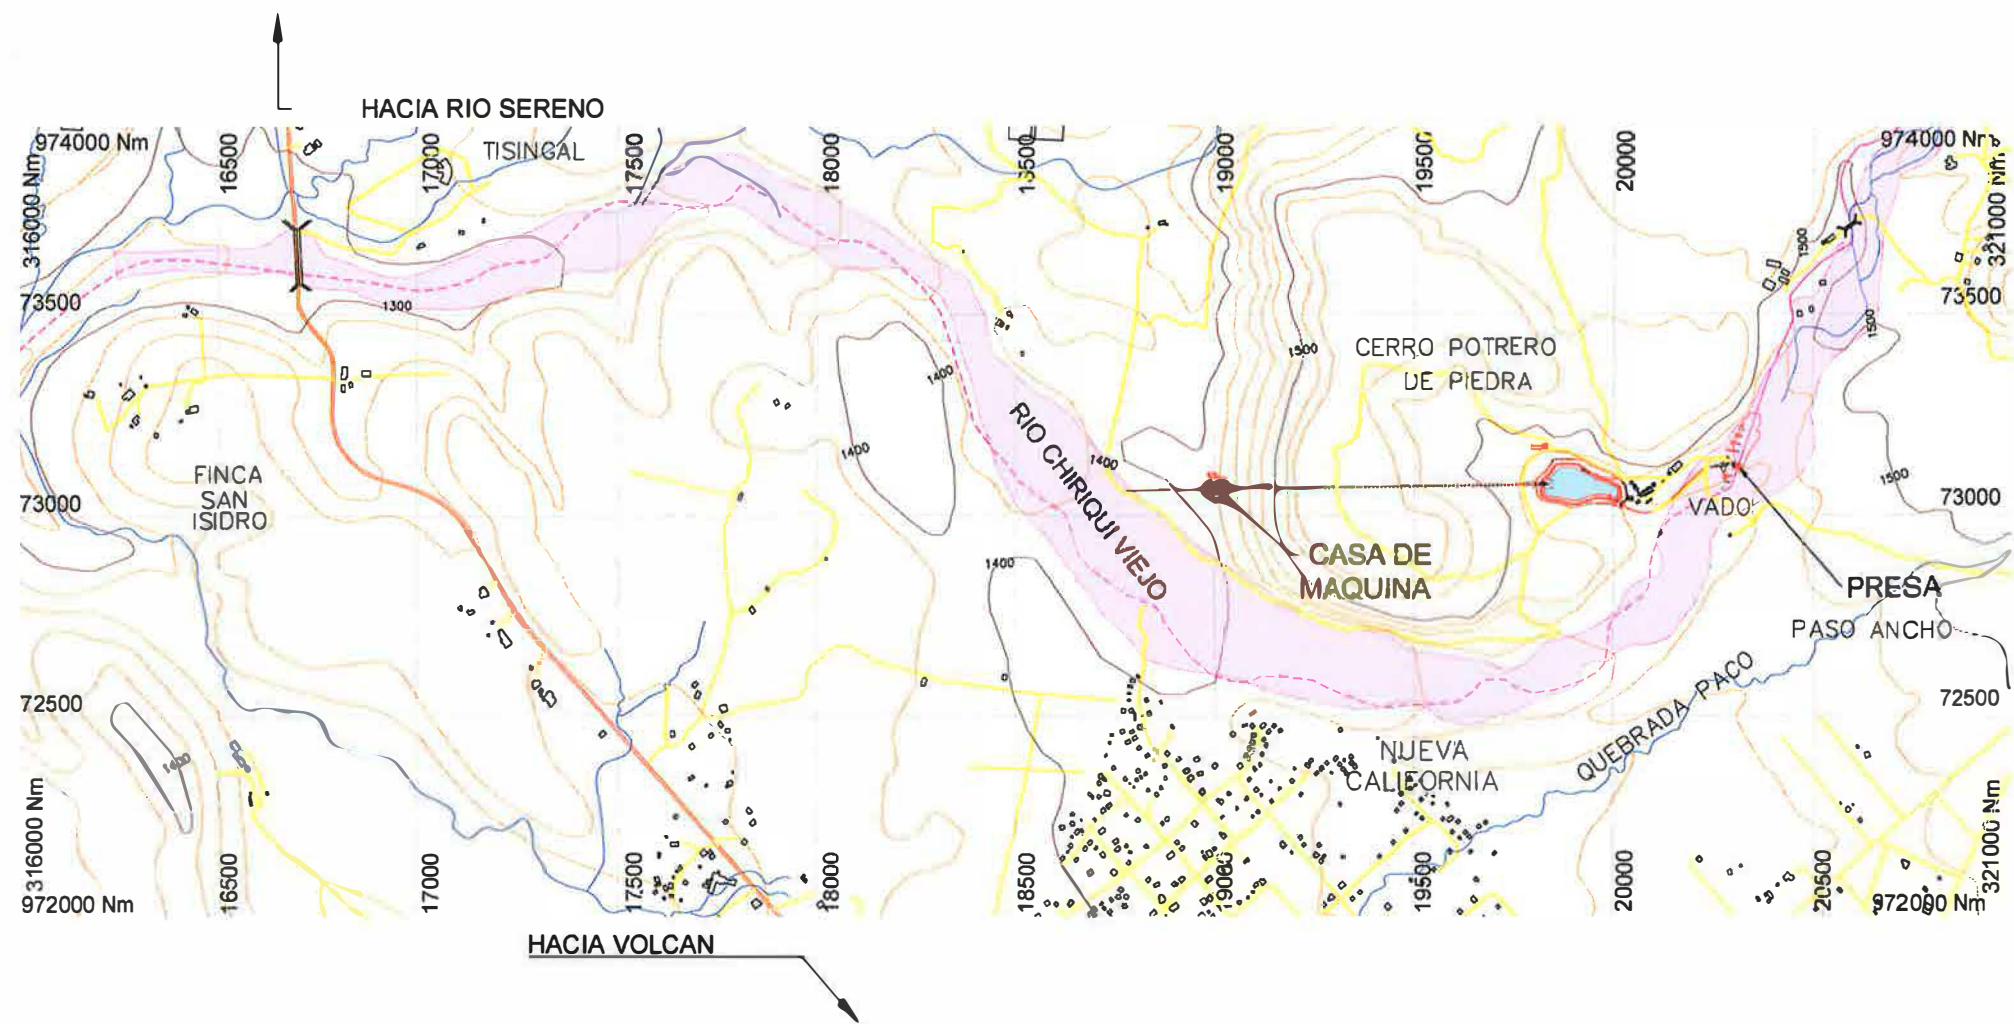 HACIA RIO SERENO
974000 Nm
16500
17000
TISINGAL
17500
18000
18500
19000
19500
20000
974000 Nm
316000 Nm
321000 Nm
73500
1300
1500
1500
73500
1500
CERRO POTRERO
DE PIEDRA
1400
RIO CHIRIQUI VIEJO
1400
1400
FINCA
SAN
ISIDRO
1500
73000
VADO
73000
CASA DE
MAQUINA
1400
PRESA
PASO ANCHO
72500
72500
QUEBRADA PACO
NUEVA
CALIFORNIA
1400
316000 Nm
321000 Nm
16500
17000
17500
18000
18500
19000
19500
20000
20500
972000 Nm
972000 Nm
HACIA VOLCAN